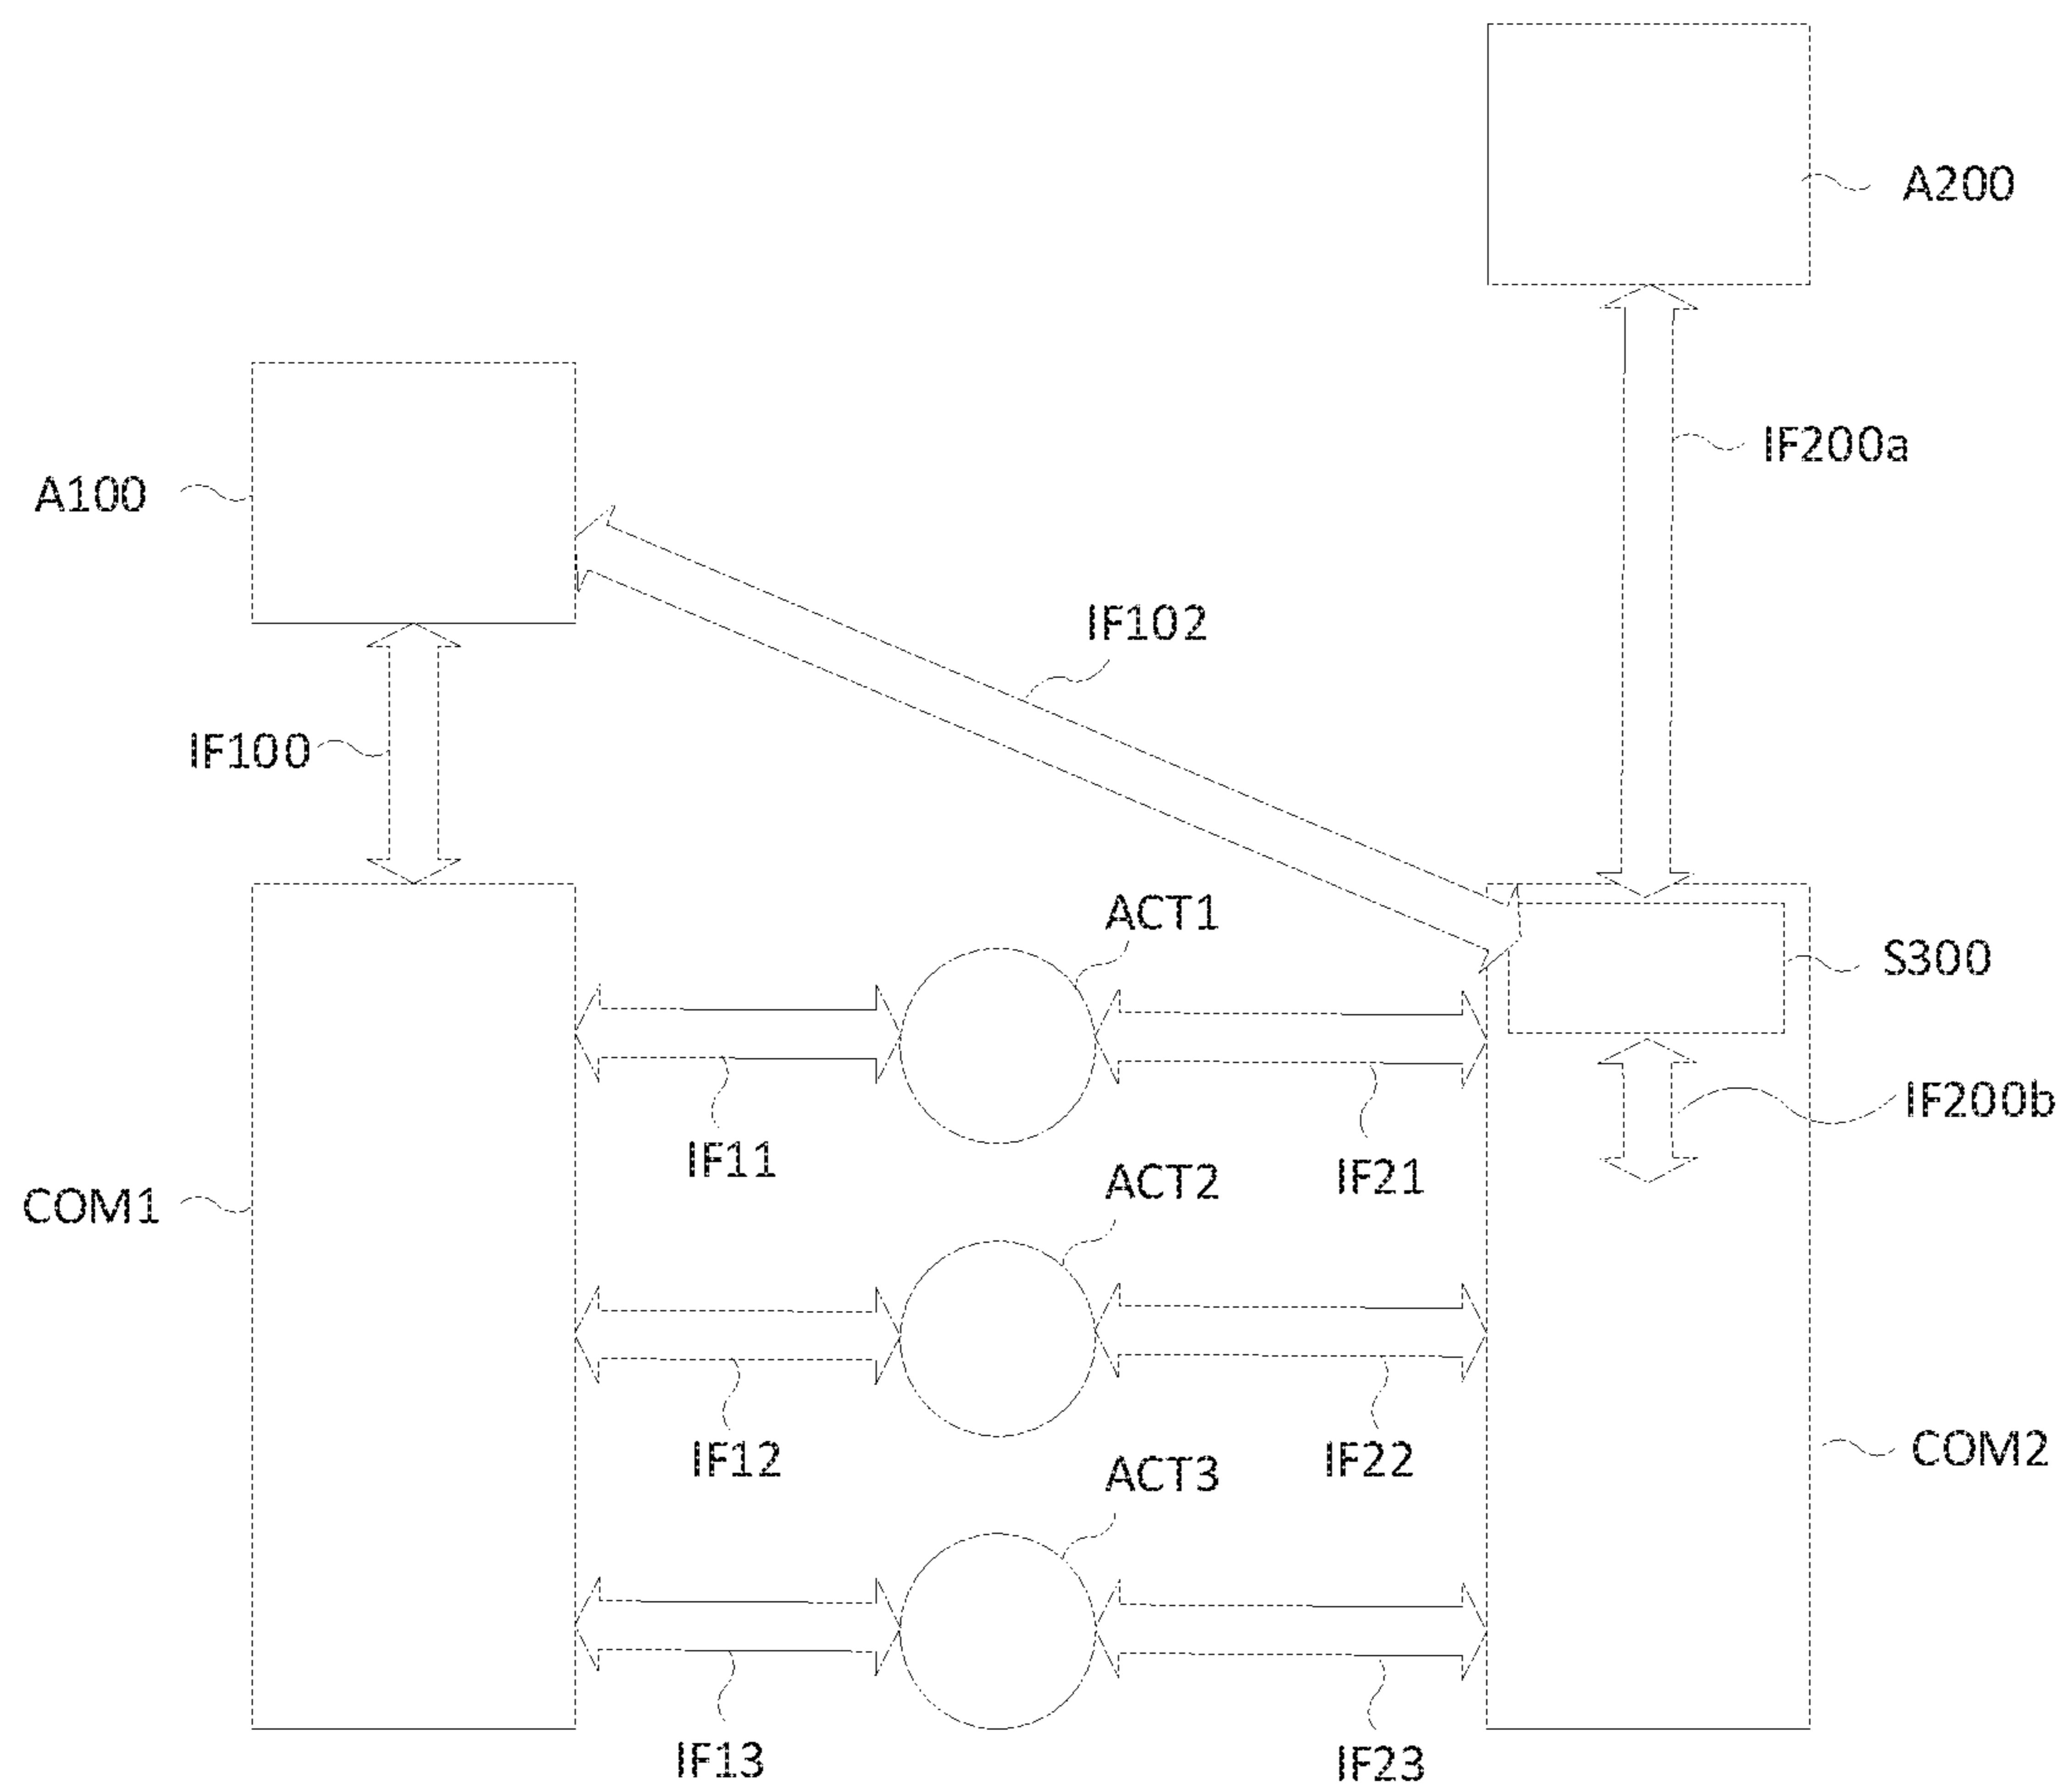 A200
IF200a
A100
IF102
IF100
ACT1
S300
IF200b
IF11
IF21
ACT2
COM1
COM2
IF12
IF22
ACT3
IF13
IF23